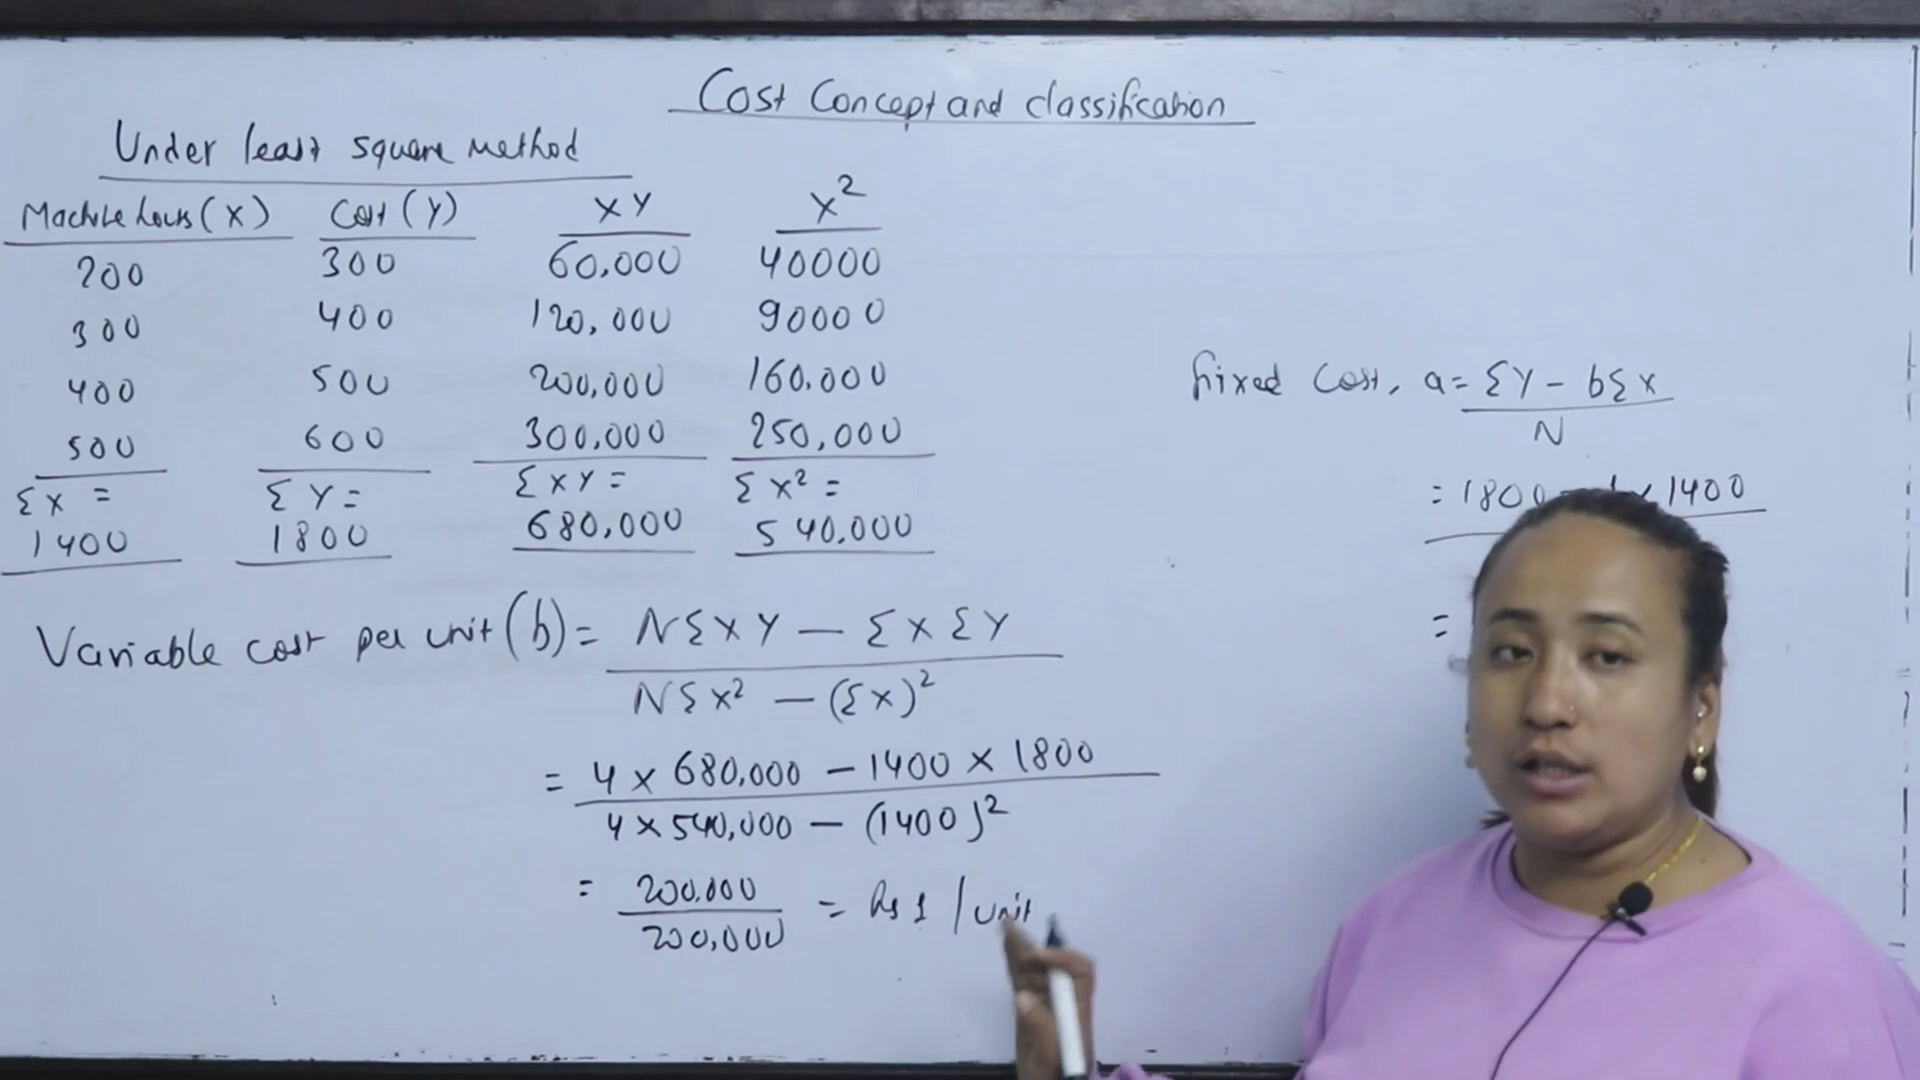 Cost Concept and classification
Under least square method
Machine hours (X) Cost (Y) XY X²
200 300 60,000 40000
300 400 120,000 90000
400 500 200,000 160.000
500 600 300,000 250,000
Σx = ΣY = ΣXY = Σx² =
1400 1800 680,000 540,000
Variable cost per unit (b) = NΣXY — ΣXΣY
NΣx² — (Σx)²
= 4 × 680,000 — 1400 × 1800
4 × 540,000 — (1400)²
= 200.000 = Rs 1 / unit
200,000
fixed Cost, a = ΣY - bΣx
N
= 1800 1400
=